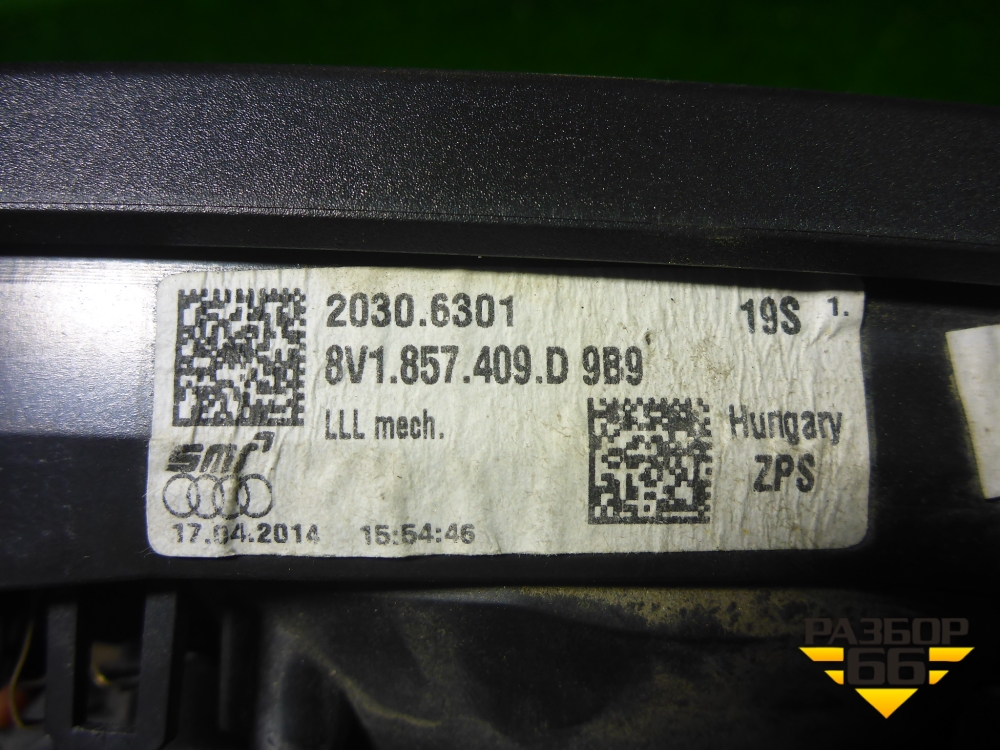 2030.6301
19S 1.
8V1.857.409.D 9B9
LLL mech.
Hungary
ZPS
smr
17.04.2014 15:54:46
РАЗБОР
66